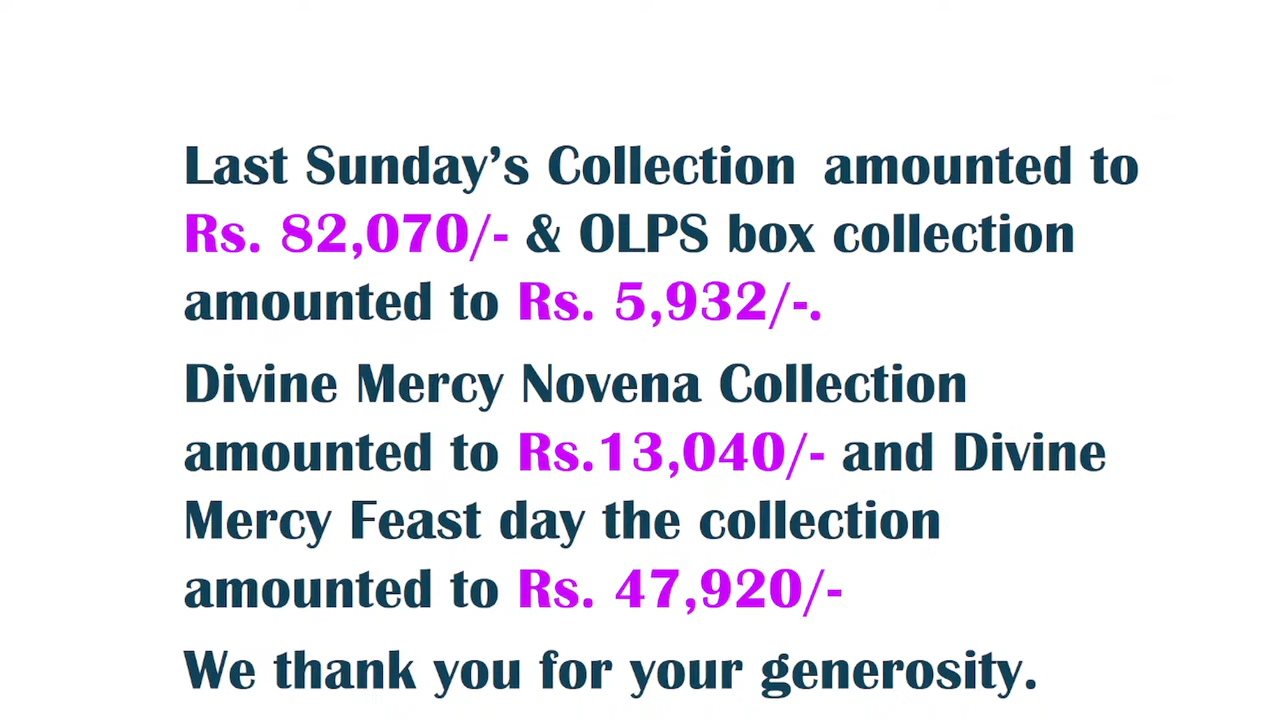 Last Sunday’s Collection amounted to
Rs. 82,070/- & OLPS box collection
amounted to Rs. 5,932/-.
Divine Mercy Novena Collection
amounted to Rs.13,040/- and Divine
Mercy Feast day the collection
amounted to Rs. 47,920/-
We thank you for your generosity.